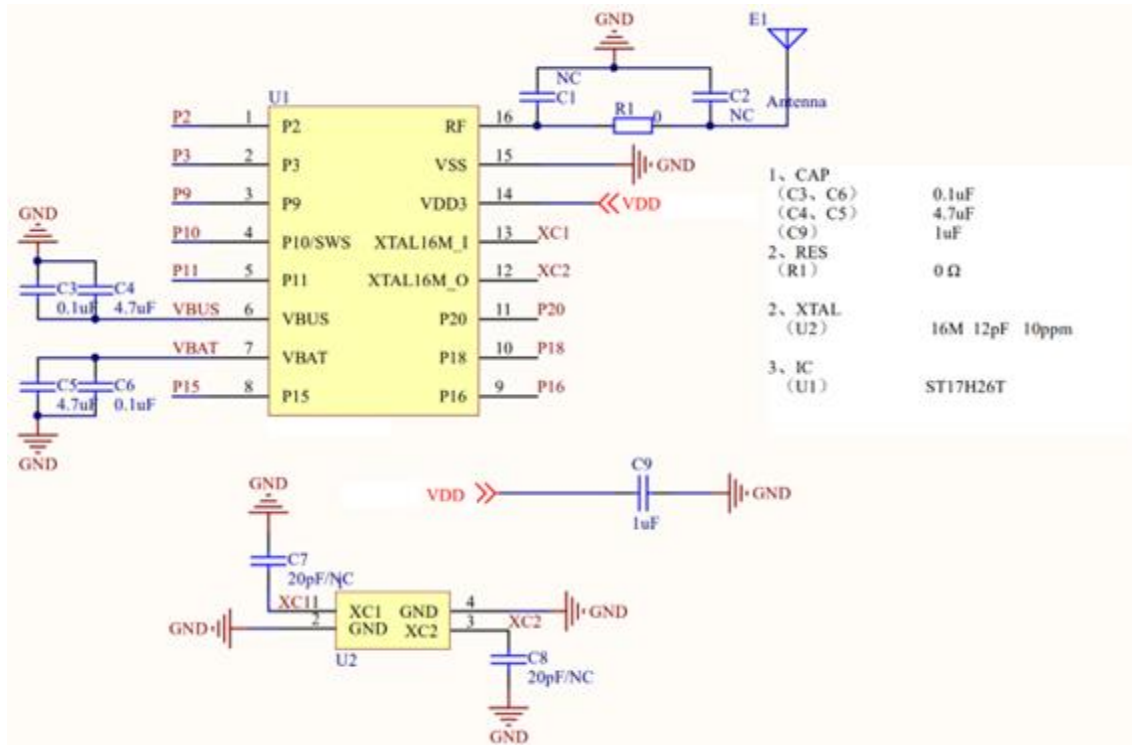 GND
E1
NC
C1
C2
NC
Antenna
R1
0
U1
P2 1 P2
P3 2 P3
P9 3 P9
P10 4 P10/SWS
P11 5 P11
VBUS 6 VBUS
VBAT 7 VBAT
P15 8 P15
RF 16
VSS 15 GND
VDD3 14 VDD
XTAL16M_I 13 XC1
XTAL16M_O 12 XC2
P20 11 P20
P18 10 P18
P16 9 P16
GND
C3 C4
0.1uF 4.7uF
C5 C6
4.7uF 0.1uF
GND
1、CAP
(C3、C6) 0.1uF
(C4、C5) 4.7uF
(C9) 1uF
2、RES
(R1) 0Ω
2、XTAL
(U2) 16M 12pF 10ppm
3、IC
(U1) ST17H26T
VDD
C9
1uF
GND
GND
C7
20pF/NC
XC1 1 XC1 GND 4 GND
GND 2 GND XC2 3 XC2
U2
C8
20pF/NC
GND